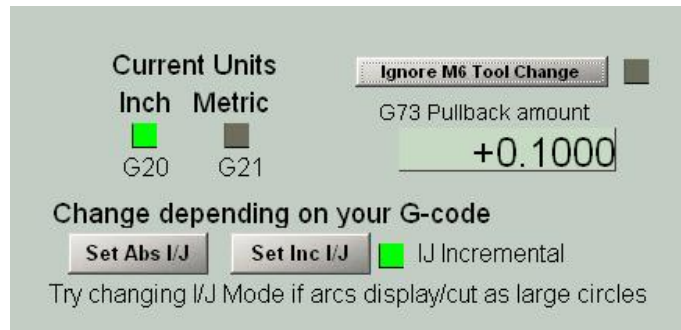 Current Units
Ignore M6 Tool Change
Inch Metric
G73 Pullback amount
G20 G21
+0.1000
Change depending on your G-code
Set Abs I/J Set Inc I/J IJ Incremental
Try changing I/J Mode if arcs display/cut as large circles